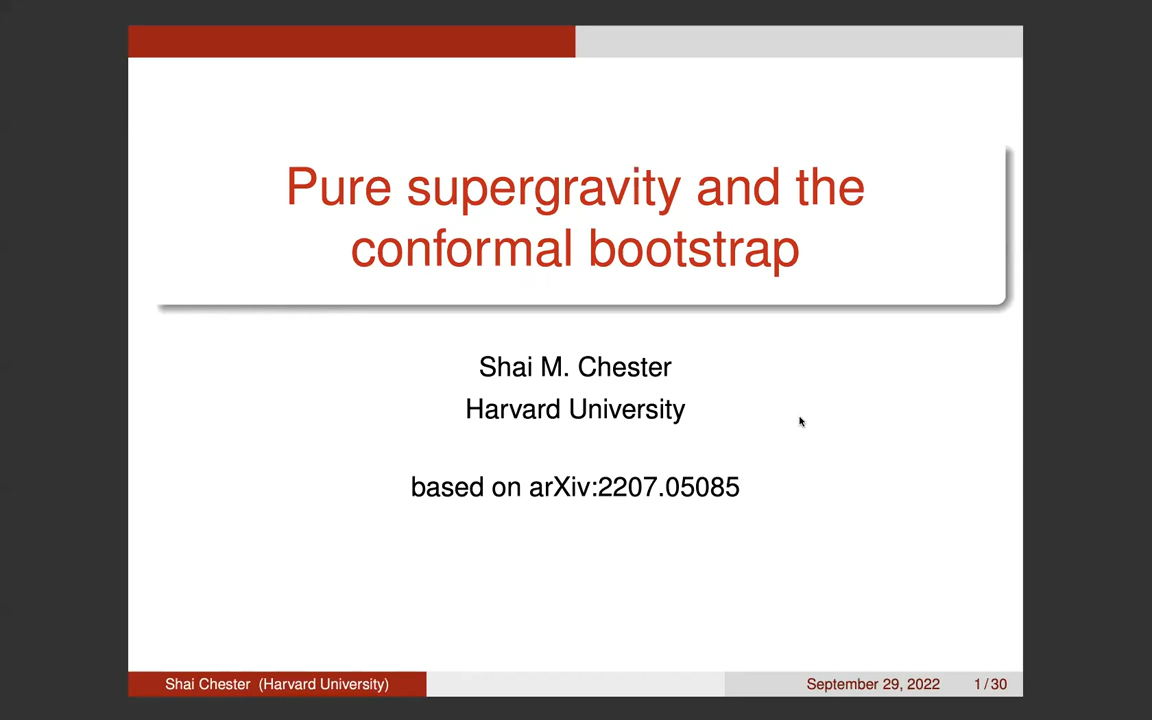 Pure supergravity and the
conformal bootstrap
Shai M. Chester
Harvard University
based on arXiv:2207.05085
Shai Chester (Harvard University)
September 29, 2022 1 / 30